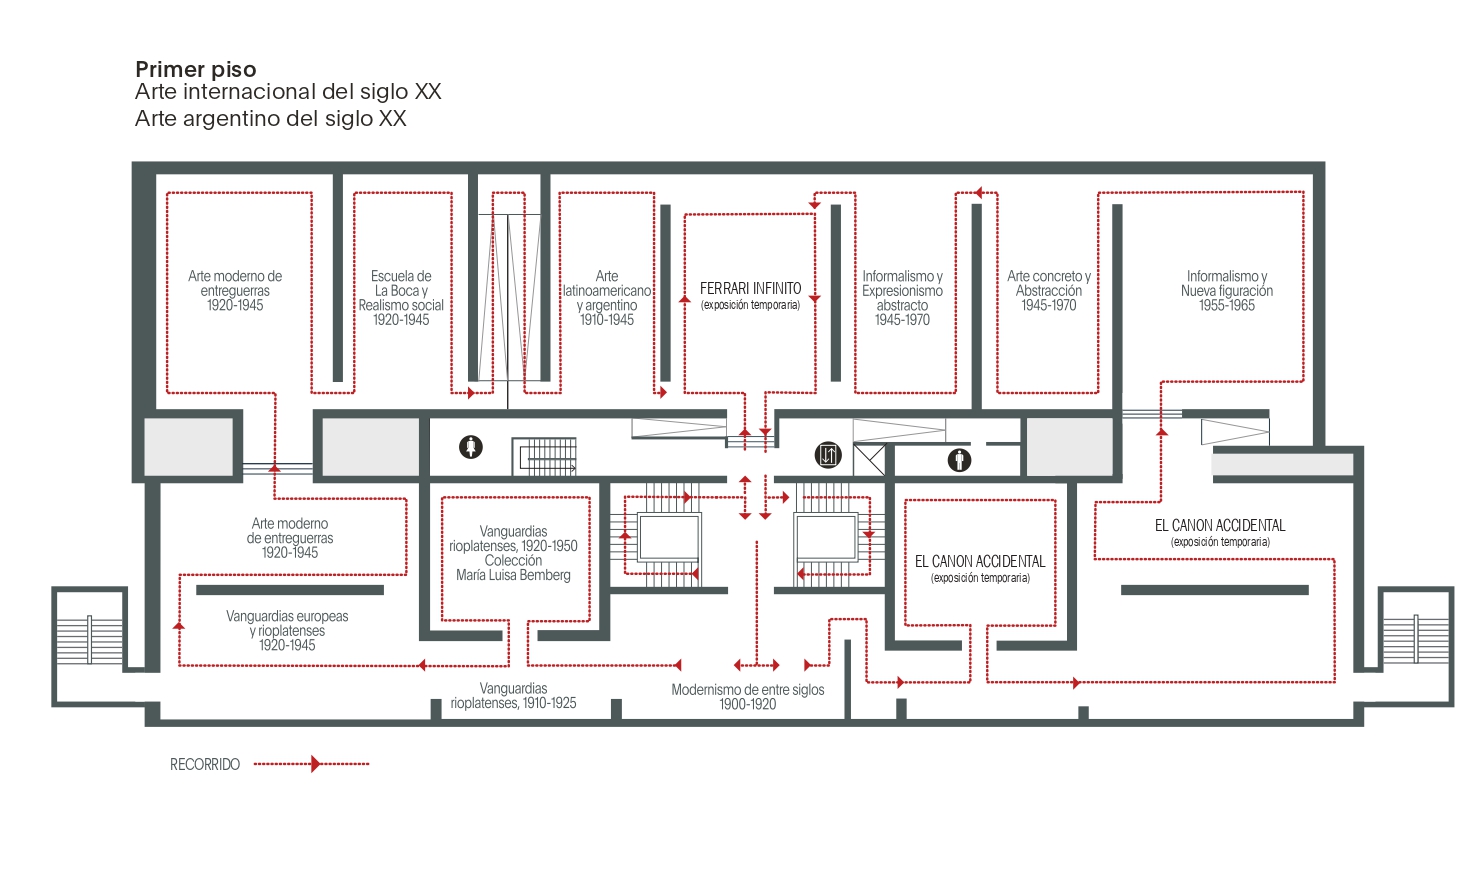 Primer piso
Arte internacional del siglo XX
Arte argentino del siglo XX
Arte moderno de
entreguerras
1920-1945
Escuela de
La Boca y
Realismo social
1920-1945
Arte
latinoamericano
y argentino
1910-1945
FERRARI INFINITO
(exposición temporaria)
Informalismo y
Expresionismo
abstracto
1945-1970
Arte concreto y
Abstracción
1945-1970
Informalismo y
Nueva figuración
1955-1965
Arte moderno
de entreguerras
1920-1945
Vanguardias
rioplatenses, 1920-1950
Colección
María Luisa Bemberg
EL CANON ACCIDENTAL
(exposición temporaria)
EL CANON ACCIDENTAL
(exposición temporaria)
Vanguardias europeas
y rioplatenses
1920-1945
Vanguardias
rioplatenses, 1910-1925
Modernismo de entre siglos
1900-1920
RECORRIDO